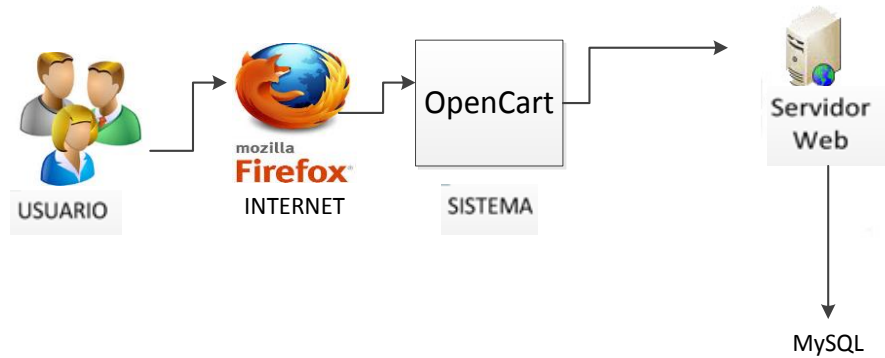 USUARIO
mozilla
Firefox
INTERNET
OpenCart
SISTEMA
Servidor
Web
MySQL